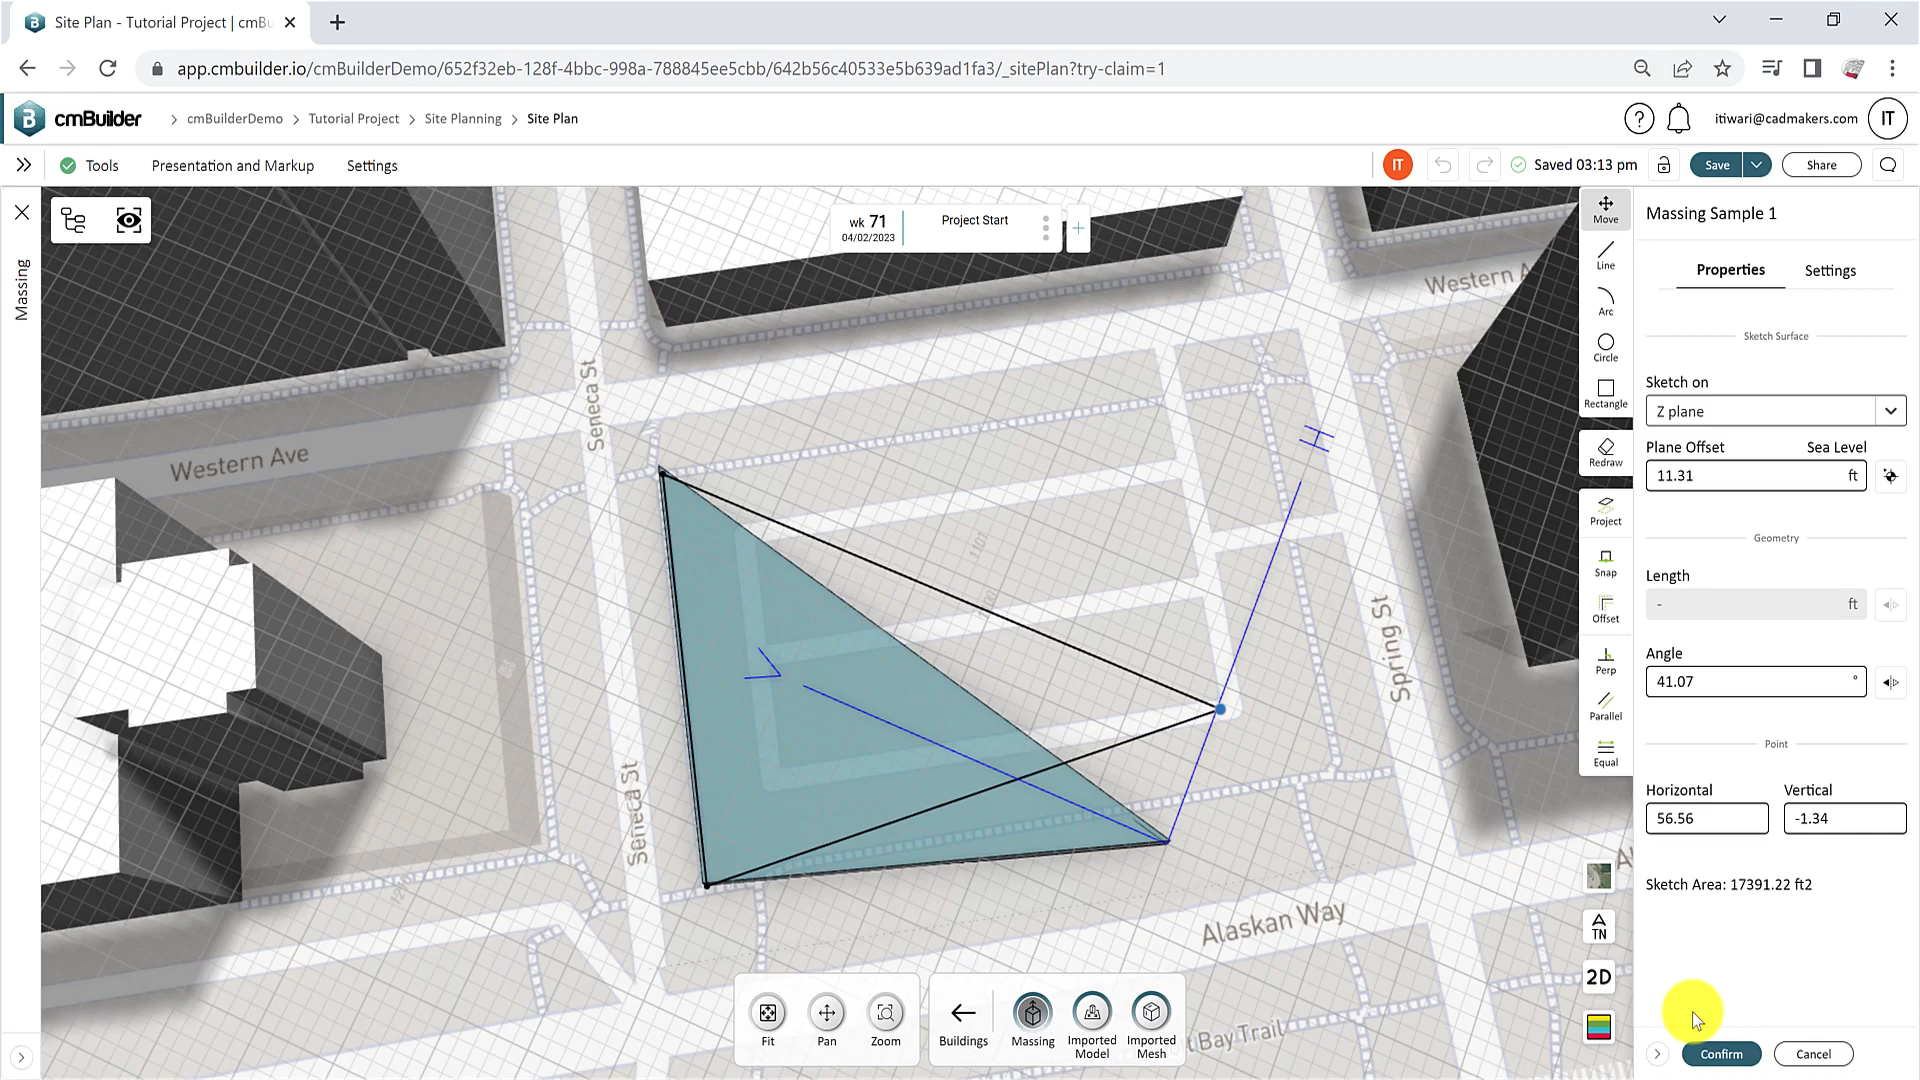 Site Plan - Tutorial Project | cmBu
app.cmbuilder.io/cmBuilderDemo/652f32eb-128f-4bbc-998a-788845ee5cbb/642b56c40533e5b639ad1fa3/_sitePlan?try-claim=1
cmBuilder
cmBuilderDemo
Tutorial Project
Site Planning
Site Plan
itiwari@cadmakers.com
IT
Tools
Presentation and Markup
Settings
IT
Saved 03:13 pm
Save
Share
Massing
wk 71
04/02/2023
Project Start
Western Ave
Western A
Seneca St
Seneca St
Spring St
Alaskan Way
Bay Trail
1101
H
V
Move
Line
Arc
Circle
Rectangle
Redraw
Project
Snap
Offset
Perp
Parallel
Equal
TN
2D
Massing Sample 1
Properties
Settings
Sketch Surface
Sketch on
Z plane
Plane Offset
Sea Level
11.31
ft
Geometry
Length
-
ft
Angle
41.07
°
Point
Horizontal
Vertical
56.56
-1.34
Sketch Area: 17391.22 ft2
Confirm
Cancel
Fit
Pan
Zoom
Buildings
Massing
Imported
Model
Imported
Mesh